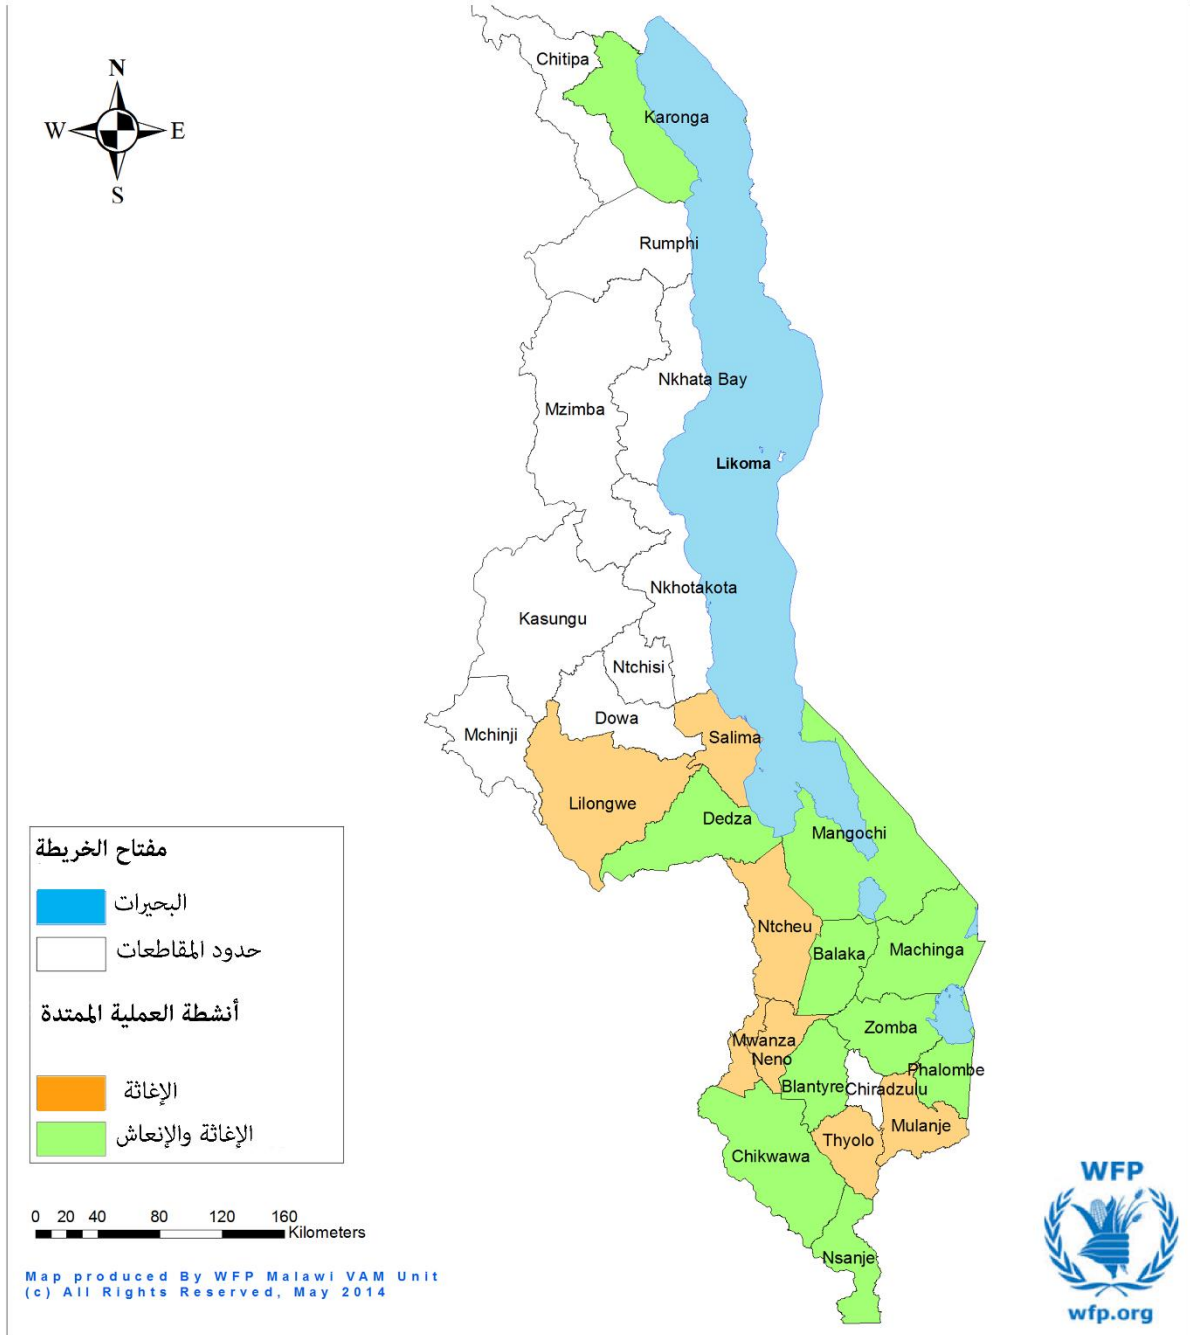 N
W E
S
Chitipa
Karonga
Rumphi
Nkhata Bay
Mzimba
Likoma
Nkhotakota
Kasungu
Ntchisi
Dowa
Mchinji
Salima
Lilongwe
Dedza
Mangochi
Ntcheu
Balaka
Machinga
Zomba
Mwanza
Neno
Phalombe
Blantyre
Chiradzulu
Mulanje
Thyolo
Chikwawa
Nsanje
مفتاح الخريطة
البحيرات
حدود المقاطعات
أنشطة العملية الممتدة
الإغاثة
الإغاثة والإنعاش
0 20 40 80 120 160
Kilometers
Map produced By WFP Malawi VAM Unit
(c) All Rights Reserved, May 2014
WFP
wfp.org